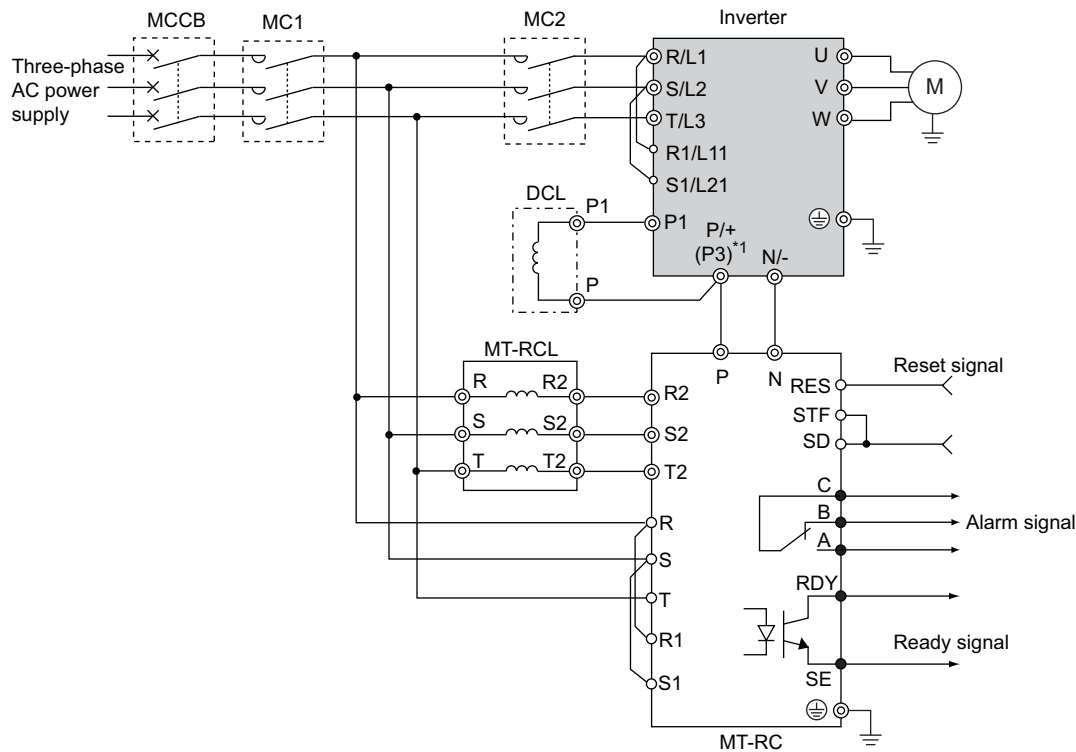 MCCB
MC1
MC2
Inverter
Three-phase
AC power
supply
R/L1
S/L2
T/L3
R1/L11
S1/L21
U
V
W
M
DCL
P1
P
P1
P/+
(P3)*1
N/-
MT-RCL
R
R2
S
S2
T
T2
R2
S2
T2
R
S
T
R1
S1
P
N
RES
STF
SD
Reset signal
C
B
A
Alarm signal
RDY
SE
Ready signal
MT-RC